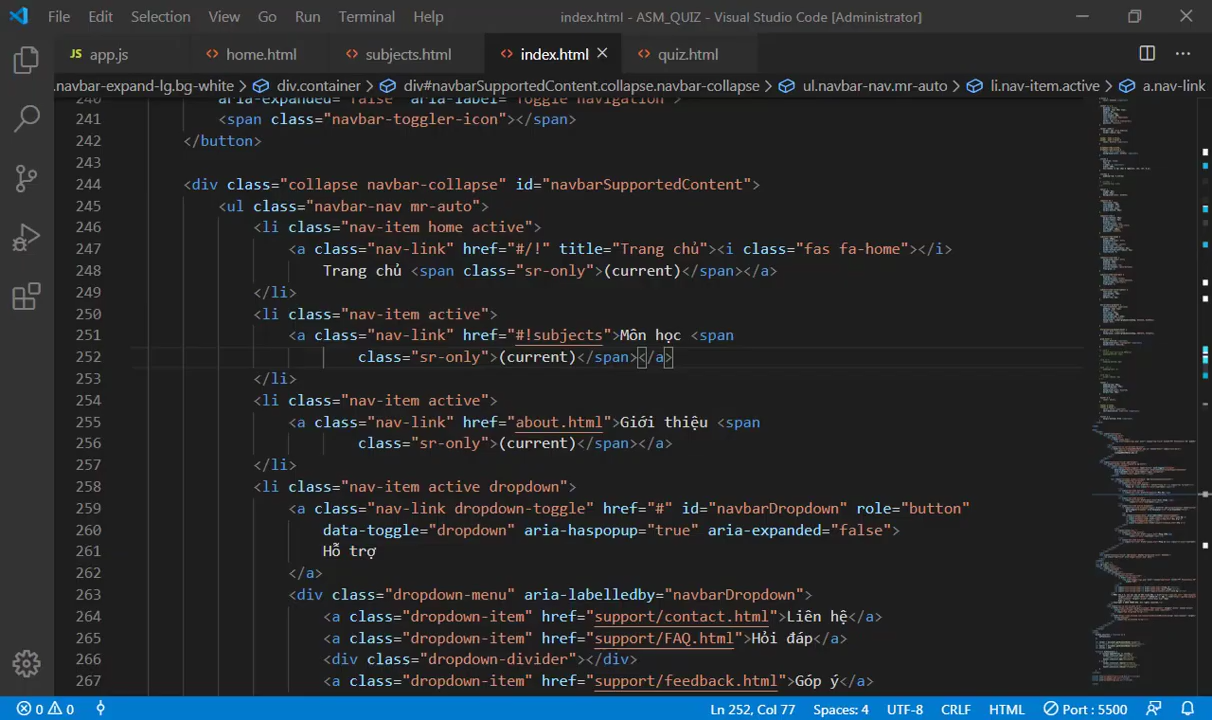 File Edit Selection View Go Run Terminal Help index.html - ASM_QUIZ - Visual Studio Code [Administrator]
JS app.js <> home.html <> subjects.html <> index.html <> quiz.html
.navbar-expand-lg.bg-white > div.container > div#navbarSupportedContent.collapse.navbar-collapse > ul.navbar-nav.mr-auto > li.nav-item.active > a.nav-link
240 aria-expanded="false" aria-label="Toggle navigation">
241 <span class="navbar-toggler-icon"></span>
242 </button>
243
244 <div class="collapse navbar-collapse" id="navbarSupportedContent">
245 <ul class="navbar-nav mr-auto">
246 <li class="nav-item home active">
247 <a class="nav-link" href="#/!" title="Trang chủ"><i class="fas fa-home"></i>
248 Trang chủ <span class="sr-only">(current)</span></a>
249 </li>
250 <li class="nav-item active">
251 <a class="nav-link" href="#!subjects">Môn học <span
252 class="sr-only">(current)</span></a>
253 </li>
254 <li class="nav-item active">
255 <a class="nav-link" href="about.html">Giới thiệu <span
256 class="sr-only">(current)</span></a>
257 </li>
258 <li class="nav-item active dropdown">
259 <a class="nav-link dropdown-toggle" href="#" id="navbarDropdown" role="button"
260 data-toggle="dropdown" aria-haspopup="true" aria-expanded="false">
261 Hỗ trợ
262 </a>
263 <div class="dropdown-menu" aria-labelledby="navbarDropdown">
264 <a class="dropdown-item" href="support/contact.html">Liên hệ</a>
265 <a class="dropdown-item" href="support/FAQ.html">Hỏi đáp</a>
266 <div class="dropdown-divider"></div>
267 <a class="dropdown-item" href="support/feedback.html">Góp ý</a>
0 0 Ln 252, Col 77 Spaces: 4 UTF-8 CRLF HTML Port : 5500